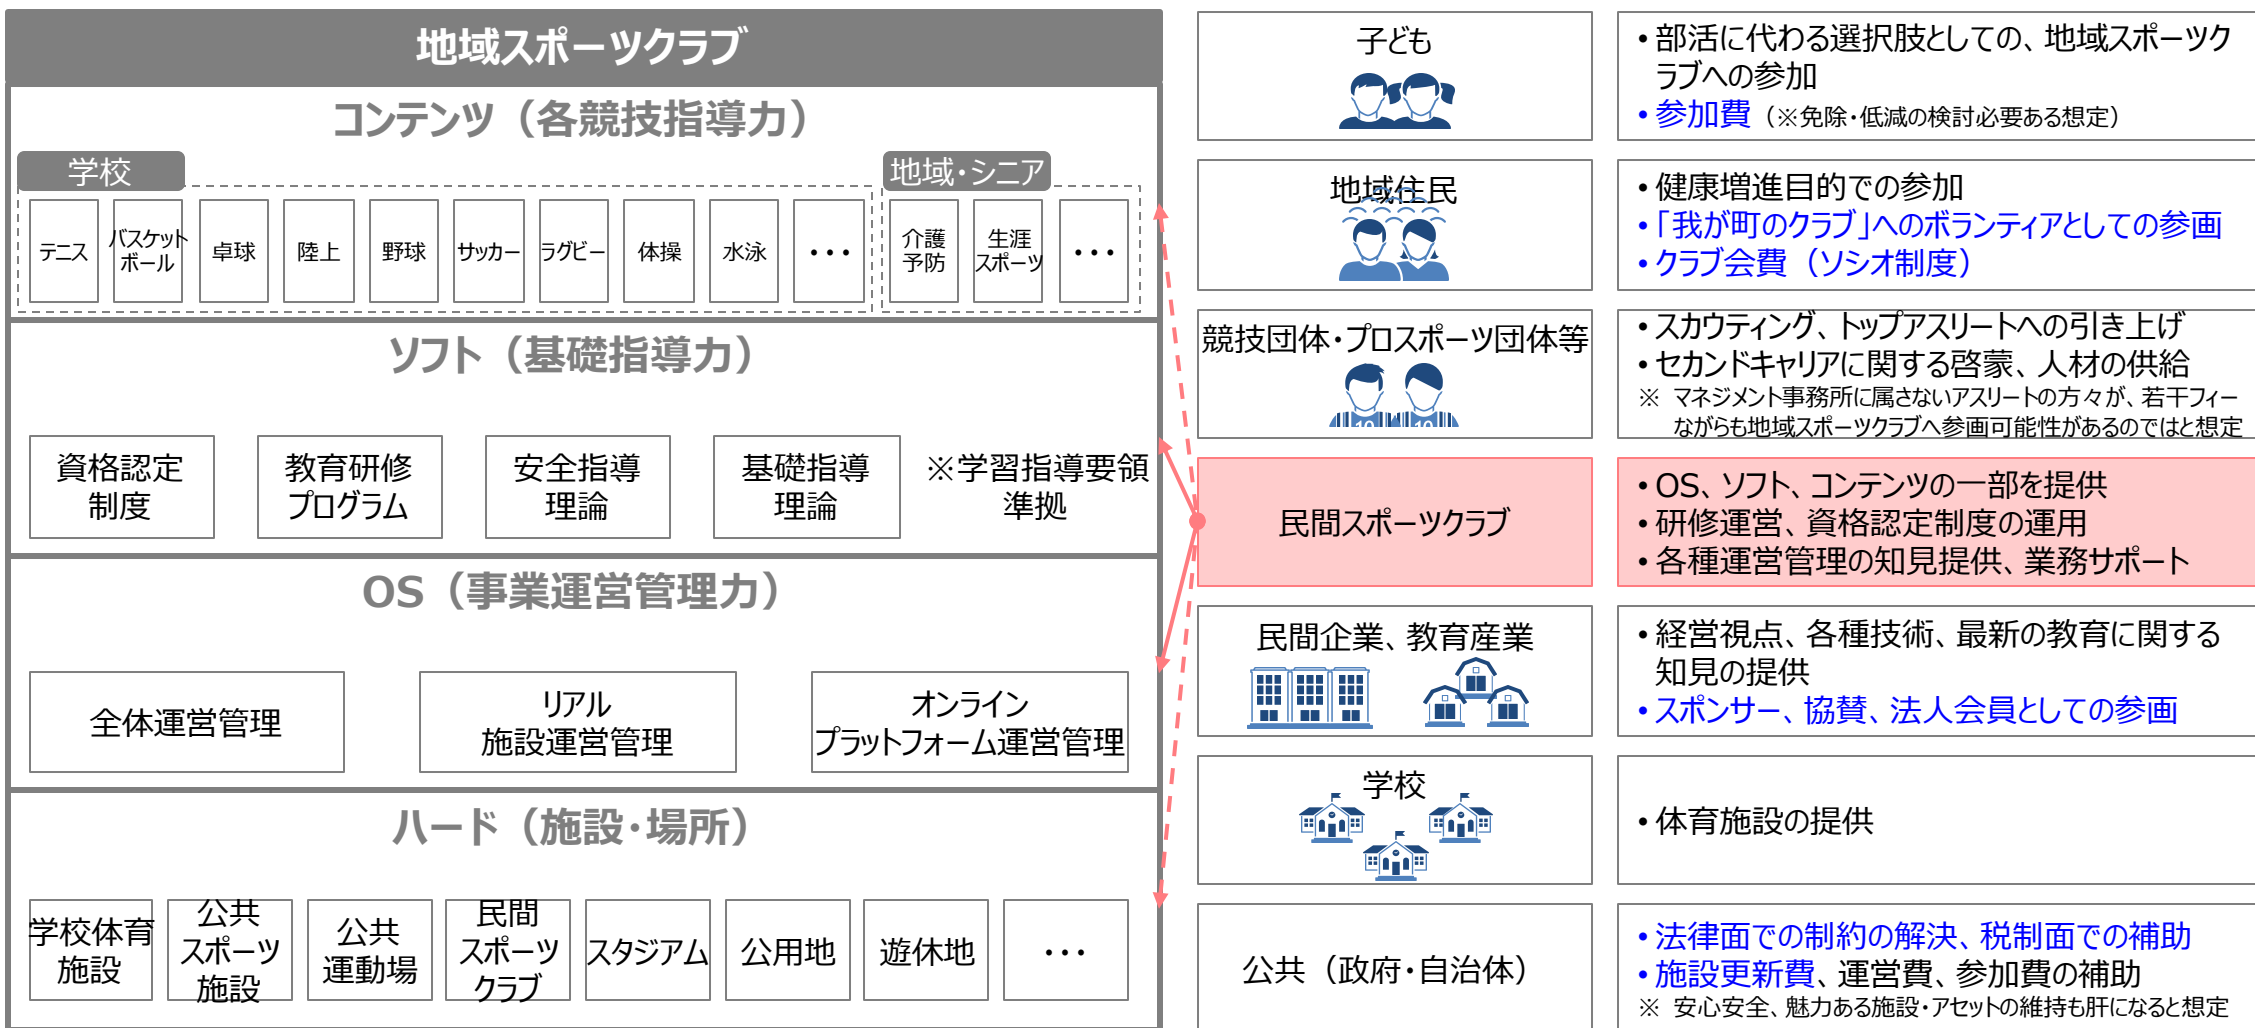 地域スポーツクラブ
コンテンツ（各競技指導力）
学校
地域・シニア
テニス
バスケット
ボール
卓球
陸上
野球
サッカー
ラグビー
体操
水泳
・・・
介護
予防
生涯
スポーツ
・・・
ソフト（基礎指導力）
資格認定
制度
教育研修
プログラム
安全指導
理論
基礎指導
理論
※学習指導要領
準拠
OS（事業運営管理力）
全体運営管理
リアル
施設運営管理
オンライン
プラットフォーム運営管理
ハード（施設・場所）
学校体育
施設
公共
スポーツ
施設
公共
運動場
民間
スポーツ
クラブ
スタジアム
公用地
遊休地
・・・
子ども
・部活に代わる選択肢としての、地域スポーツク
ラブへの参加
・参加費（※免除・低減の検討必要ある想定）
地域住民
・健康増進目的での参加
・「我が町のクラブ」へのボランティアとしての参画
・クラブ会費（ソシオ制度）
競技団体・プロスポーツ団体等
10
10
・スカウティング、トップアスリートへの引き上げ
・セカンドキャリアに関する啓蒙、人材の供給
※ マネジメント事務所に属さないアスリートの方々が、若干フィー
ながらも地域スポーツクラブへ参画可能性があるのではと想定
民間スポーツクラブ
・OS、ソフト、コンテンツの一部を提供
・研修運営、資格認定制度の運用
・各種運営管理の知見提供、業務サポート
民間企業、教育産業
・経営視点、各種技術、最新の教育に関する
知見の提供
・スポンサー、協賛、法人会員としての参画
学校
・体育施設の提供
公共（政府・自治体）
・法律面での制約の解決、税制面での補助
・施設更新費、運営費、参加費の補助
※ 安心安全、魅力ある施設・アセットの維持も肝になると想定